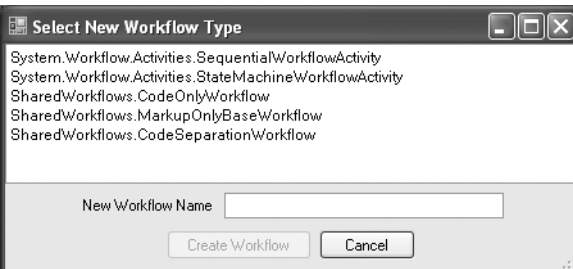 Select New Workflow Type
System.Workflow.Activities.SequentialWorkflowActivity
System.Workflow.Activities.StateMachineWorkflowActivity
SharedWorkflows.CodeOnlyWorkflow
SharedWorkflows.MarkupOnlyBaseWorkflow
SharedWorkflows.CodeSeparationWorkflow
New Workflow Name
Create Workflow Cancel